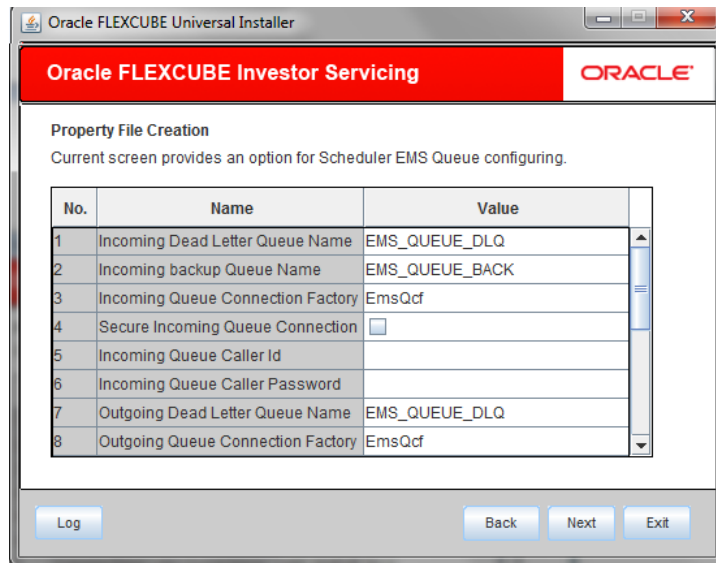 Oracle FLEXCUBE Universal Installer
Oracle FLEXCUBE Investor Servicing
ORACLE
Property File Creation
Current screen provides an option for Scheduler EMS Queue configuring.
No. Name Value
1 Incoming Dead Letter Queue Name EMS_QUEUE_DLQ
2 Incoming backup Queue Name EMS_QUEUE_BACK
3 Incoming Queue Connection Factory EmsQcf
4 Secure Incoming Queue Connection
5 Incoming Queue Caller Id
6 Incoming Queue Caller Password
7 Outgoing Dead Letter Queue Name EMS_QUEUE_DLQ
8 Outgoing Queue Connection Factory EmsQcf
Log Back Next Exit